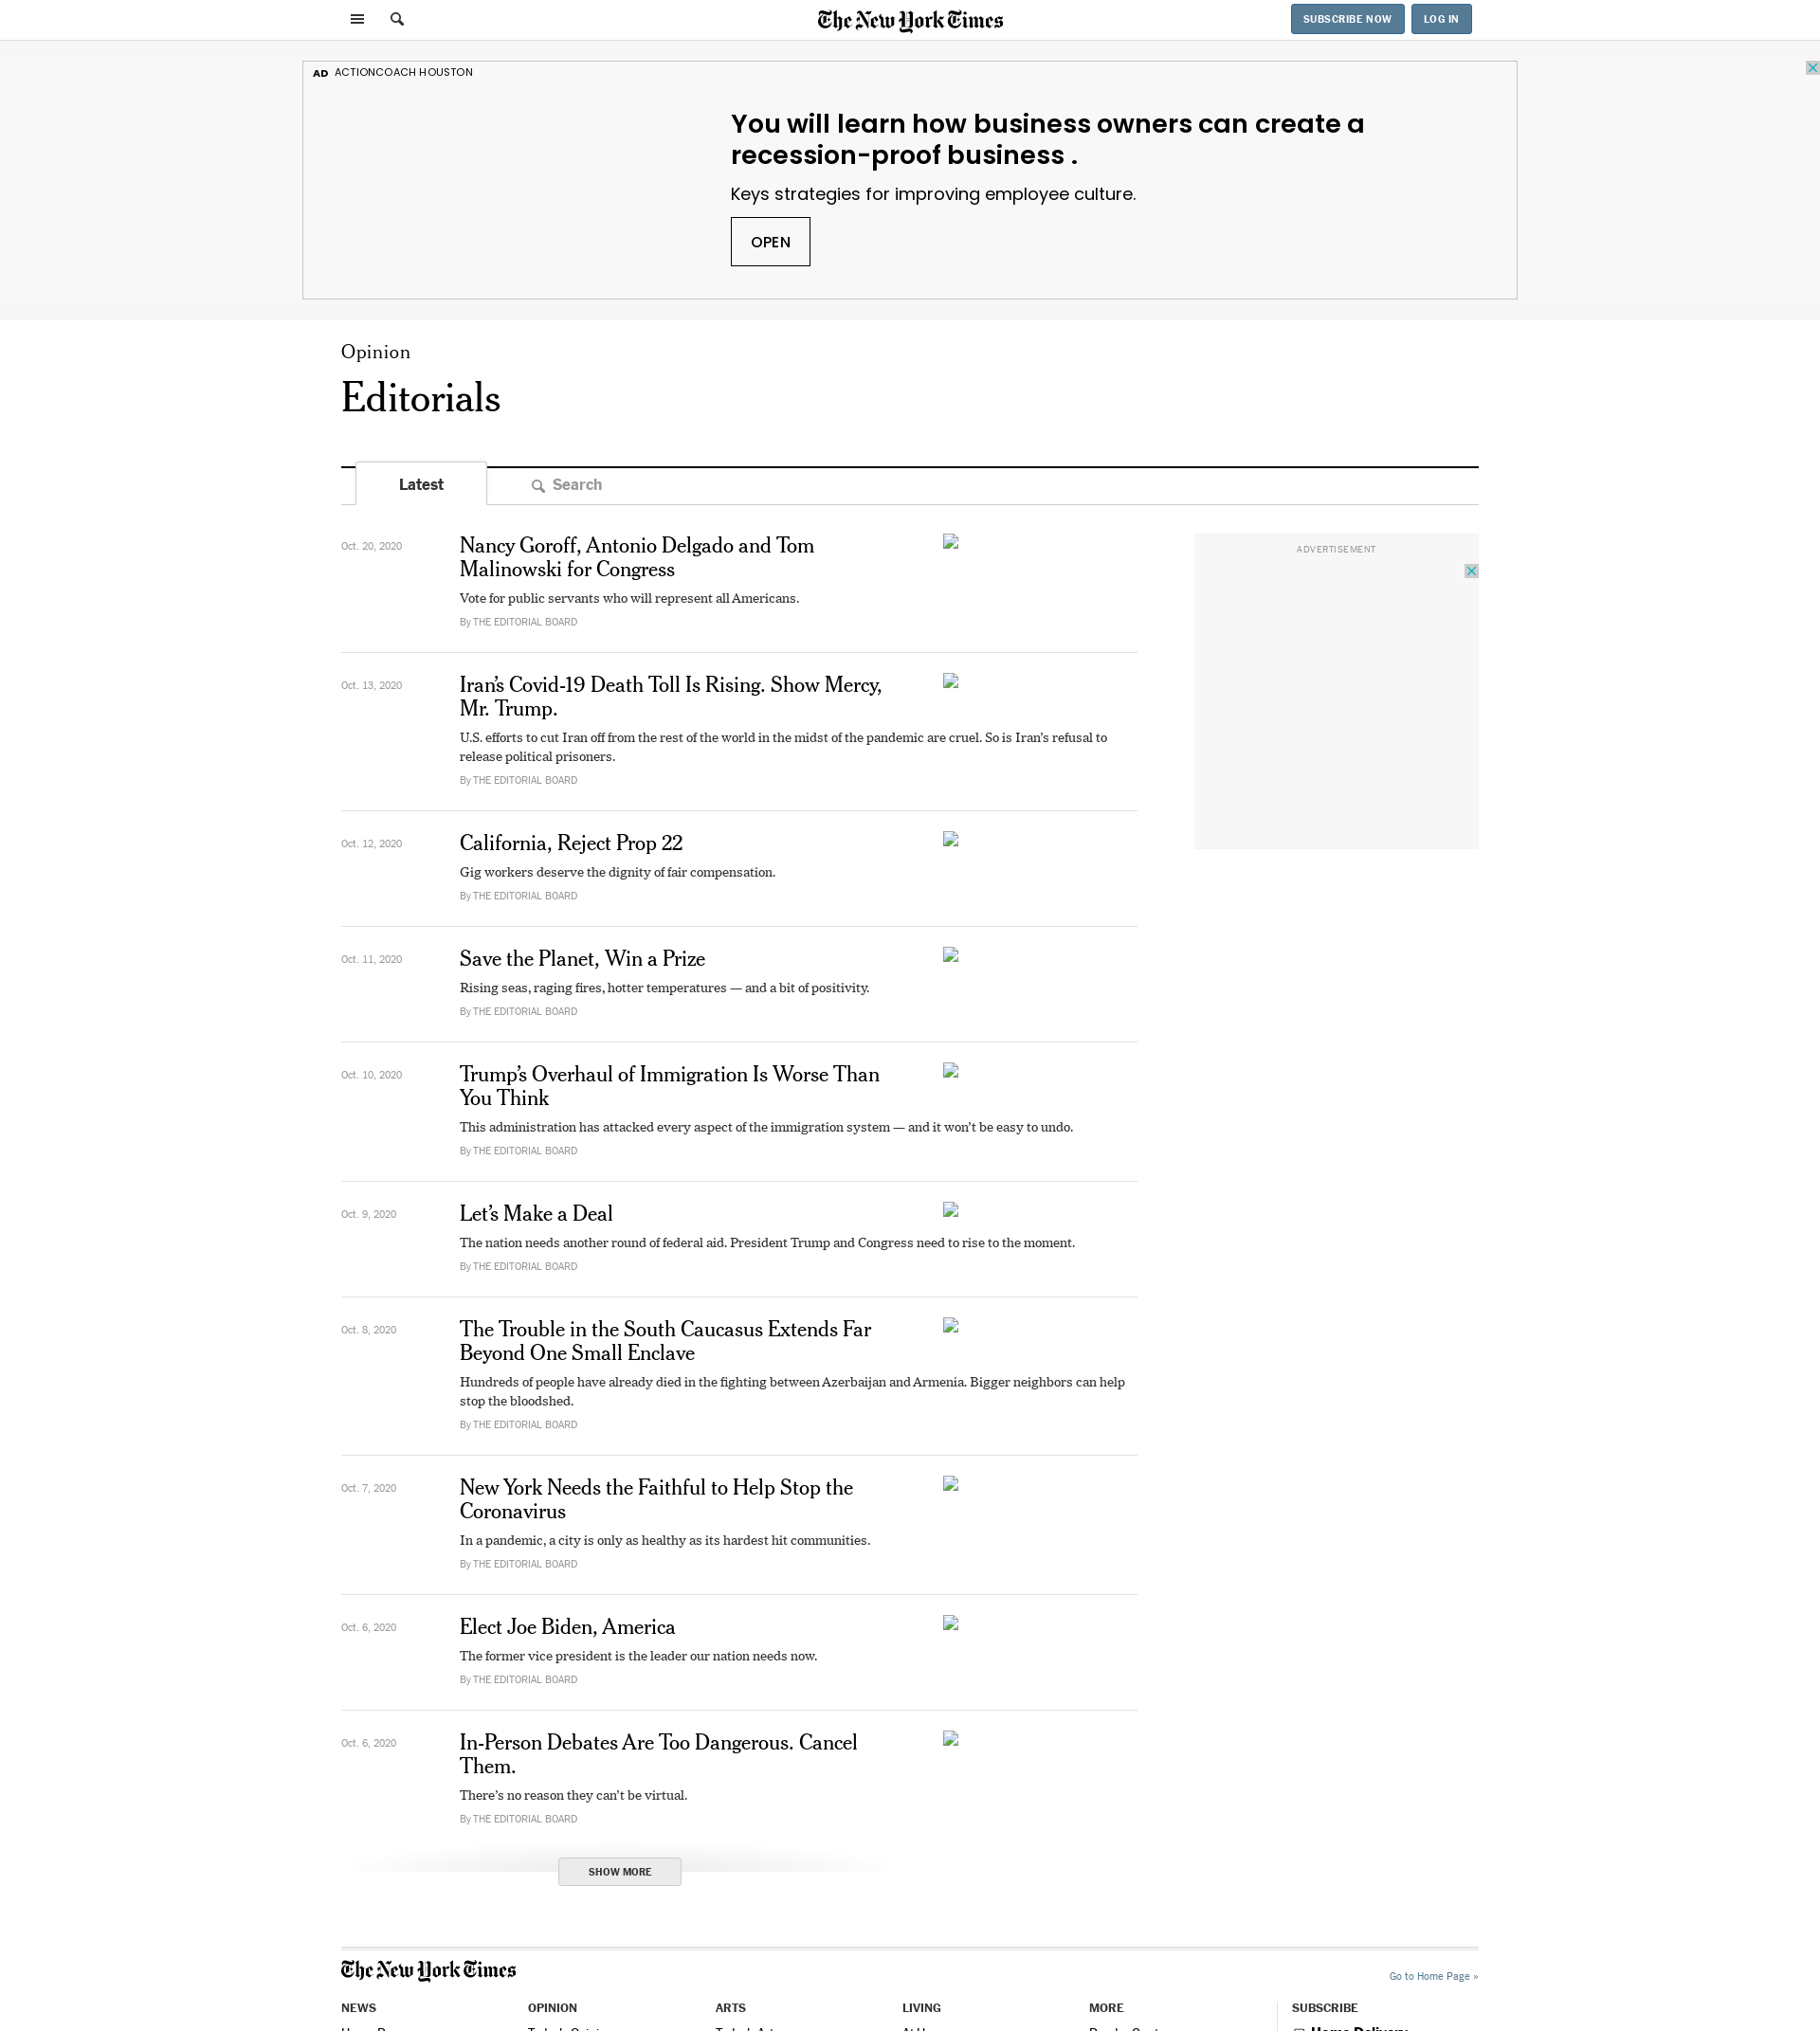 The New York Times
SUBSCRIBE NOW
LOG IN
AD ACTIONCOACH HOUSTON
You will learn how business owners can create a
recession-proof business .
Keys strategies for improving employee culture.
OPEN
Opinion
Editorials
Latest
Search
Oct. 20, 2020
Nancy Goroff, Antonio Delgado and Tom
Malinowski for Congress
Vote for public servants who will represent all Americans.
By THE EDITORIAL BOARD
ADVERTISEMENT
Oct. 13, 2020
Iran’s Covid-19 Death Toll Is Rising. Show Mercy,
Mr. Trump.
U.S. efforts to cut Iran off from the rest of the world in the midst of the pandemic are cruel. So is Iran’s refusal to
release political prisoners.
By THE EDITORIAL BOARD
Oct. 12, 2020
California, Reject Prop 22
Gig workers deserve the dignity of fair compensation.
By THE EDITORIAL BOARD
Oct. 11, 2020
Save the Planet, Win a Prize
Rising seas, raging fires, hotter temperatures — and a bit of positivity.
By THE EDITORIAL BOARD
Oct. 10, 2020
Trump’s Overhaul of Immigration Is Worse Than
You Think
This administration has attacked every aspect of the immigration system — and it won’t be easy to undo.
By THE EDITORIAL BOARD
Oct. 9, 2020
Let’s Make a Deal
The nation needs another round of federal aid. President Trump and Congress need to rise to the moment.
By THE EDITORIAL BOARD
Oct. 8, 2020
The Trouble in the South Caucasus Extends Far
Beyond One Small Enclave
Hundreds of people have already died in the fighting between Azerbaijan and Armenia. Bigger neighbors can help
stop the bloodshed.
By THE EDITORIAL BOARD
Oct. 7, 2020
New York Needs the Faithful to Help Stop the
Coronavirus
In a pandemic, a city is only as healthy as its hardest hit communities.
By THE EDITORIAL BOARD
Oct. 6, 2020
Elect Joe Biden, America
The former vice president is the leader our nation needs now.
By THE EDITORIAL BOARD
Oct. 6, 2020
In-Person Debates Are Too Dangerous. Cancel
Them.
There’s no reason they can’t be virtual.
By THE EDITORIAL BOARD
SHOW MORE
The New York Times
Go to Home Page »
NEWS
OPINION
ARTS
LIVING
MORE
SUBSCRIBE
Home Delivery